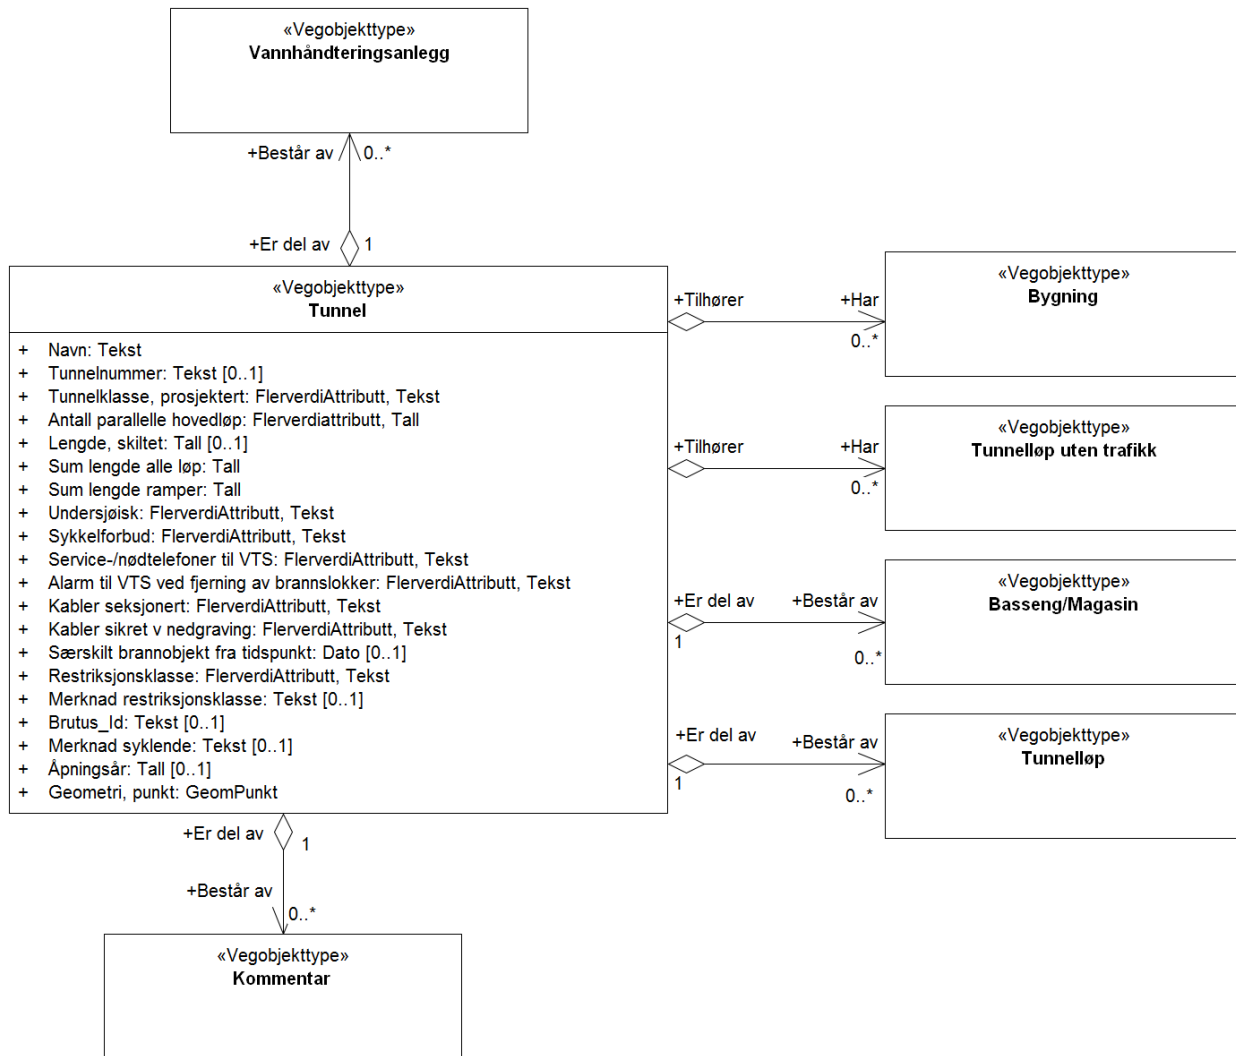 «Vegobjekttype»
Vannhåndteringsanlegg
+Består av
0..*
+Er del av
1
«Vegobjekttype»
Tunnel
+ Navn: Tekst
+ Tunnelnummer: Tekst [0..1]
+ Tunnelklasse, prosjektert: FlerverdiAttributt, Tekst
+ Antall parallelle hovedløp: Flerverdiattributt, Tall
+ Lengde, skiltet: Tall [0..1]
+ Sum lengde alle løp: Tall
+ Sum lengde ramper: Tall
+ Undersjøisk: FlerverdiAttributt, Tekst
+ Sykkelforbud: FlerverdiAttributt, Tekst
+ Service-/nødtelefoner til VTS: FlerverdiAttributt, Tekst
+ Alarm til VTS ved fjerning av brannslokker: FlerverdiAttributt, Tekst
+ Kabler seksjonert: FlerverdiAttributt, Tekst
+ Kabler sikret v nedgraving: FlerverdiAttributt, Tekst
+ Særskilt brannobjekt fra tidspunkt: Dato [0..1]
+ Restriksjonsklasse: FlerverdiAttributt, Tekst
+ Merknad restriksjonsklasse: Tekst [0..1]
+ Brutus_Id: Tekst [0..1]
+ Merknad syklende: Tekst [0..1]
+ Åpningsår: Tall [0..1]
+ Geometri, punkt: GeomPunkt
+Tilhører
+Har
0..*
«Vegobjekttype»
Bygning
+Tilhører
+Har
0..*
«Vegobjekttype»
Tunnelløp uten trafikk
+Er del av
1
+Består av
0..*
«Vegobjekttype»
Basseng/Magasin
+Er del av
1
+Består av
0..*
«Vegobjekttype»
Tunnelløp
+Er del av
1
+Består av
0..*
«Vegobjekttype»
Kommentar